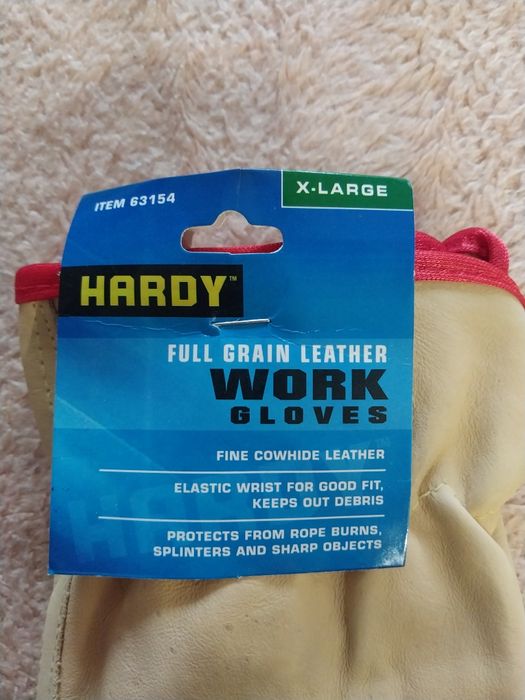 ITEM 63154
X-LARGE
HARDY™
FULL GRAIN LEATHER
WORK
GLOVES
FINE COWHIDE LEATHER
ELASTIC WRIST FOR GOOD FIT,
KEEPS OUT DEBRIS
PROTECTS FROM ROPE BURNS,
SPLINTERS AND SHARP OBJECTS
HARDY™